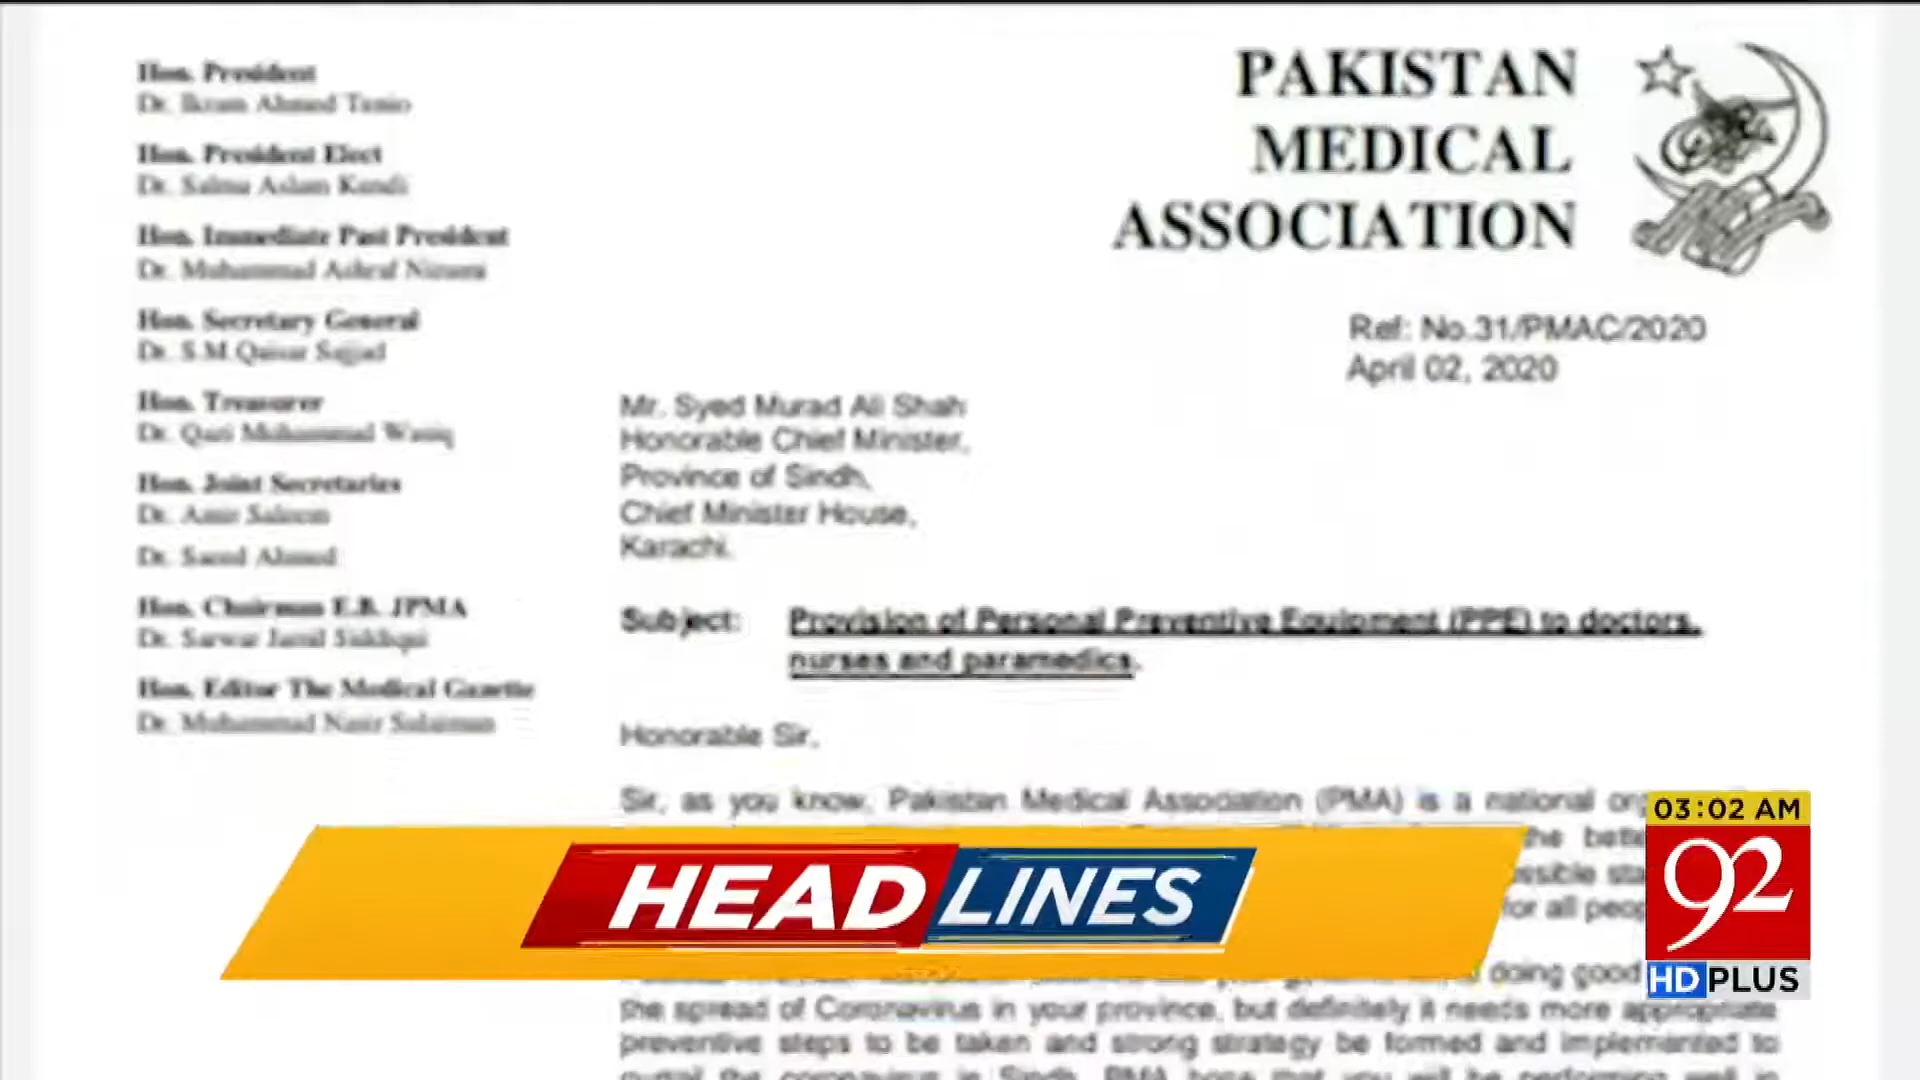 Hon. President
Dr. Ikram Ahmed Tunio
Hon. President Elect
Dr. Salma Aslam Kundi
Hon. Immediate Past President
Dr. Muhammad Ashraf Nizami
Hon. Secretary General
Dr. S.M Qaisar Sajjad
Hon. Treasurer
Dr. Qazi Muhammad Wasiq
Hon. Joint Secretaries
Dr. Amir Saleem
Dr. Saeed Ahmed
Hon. Chairman E.B. JPMA
Dr. Sarwar Jamil Siddiqui
Hon. Editor The Medical Gazette
Dr. Muhammad Nasir Sulaiman
PAKISTAN
MEDICAL
ASSOCIATION
Ref: No.31/PMAC/2020
April 02, 2020
Mr. Syed Murad Ali Shah
Honorable Chief Minister,
Province of Sindh,
Chief Minister House,
Karachi.
Subject: Provision of Personal Preventive Equipment (PPE) to doctors,
nurses and paramedics.
Honorable Sir,
Sir, as you know, Pakistan Medical Association (PMA) is a national
the
for all
doing good
the spread of Coronavirus in your province, but definitely it needs more appropriate
preventive steps to be taken and strong strategy be formed and implemented to
HEADLINES
03:02 AM
92
HD PLUS